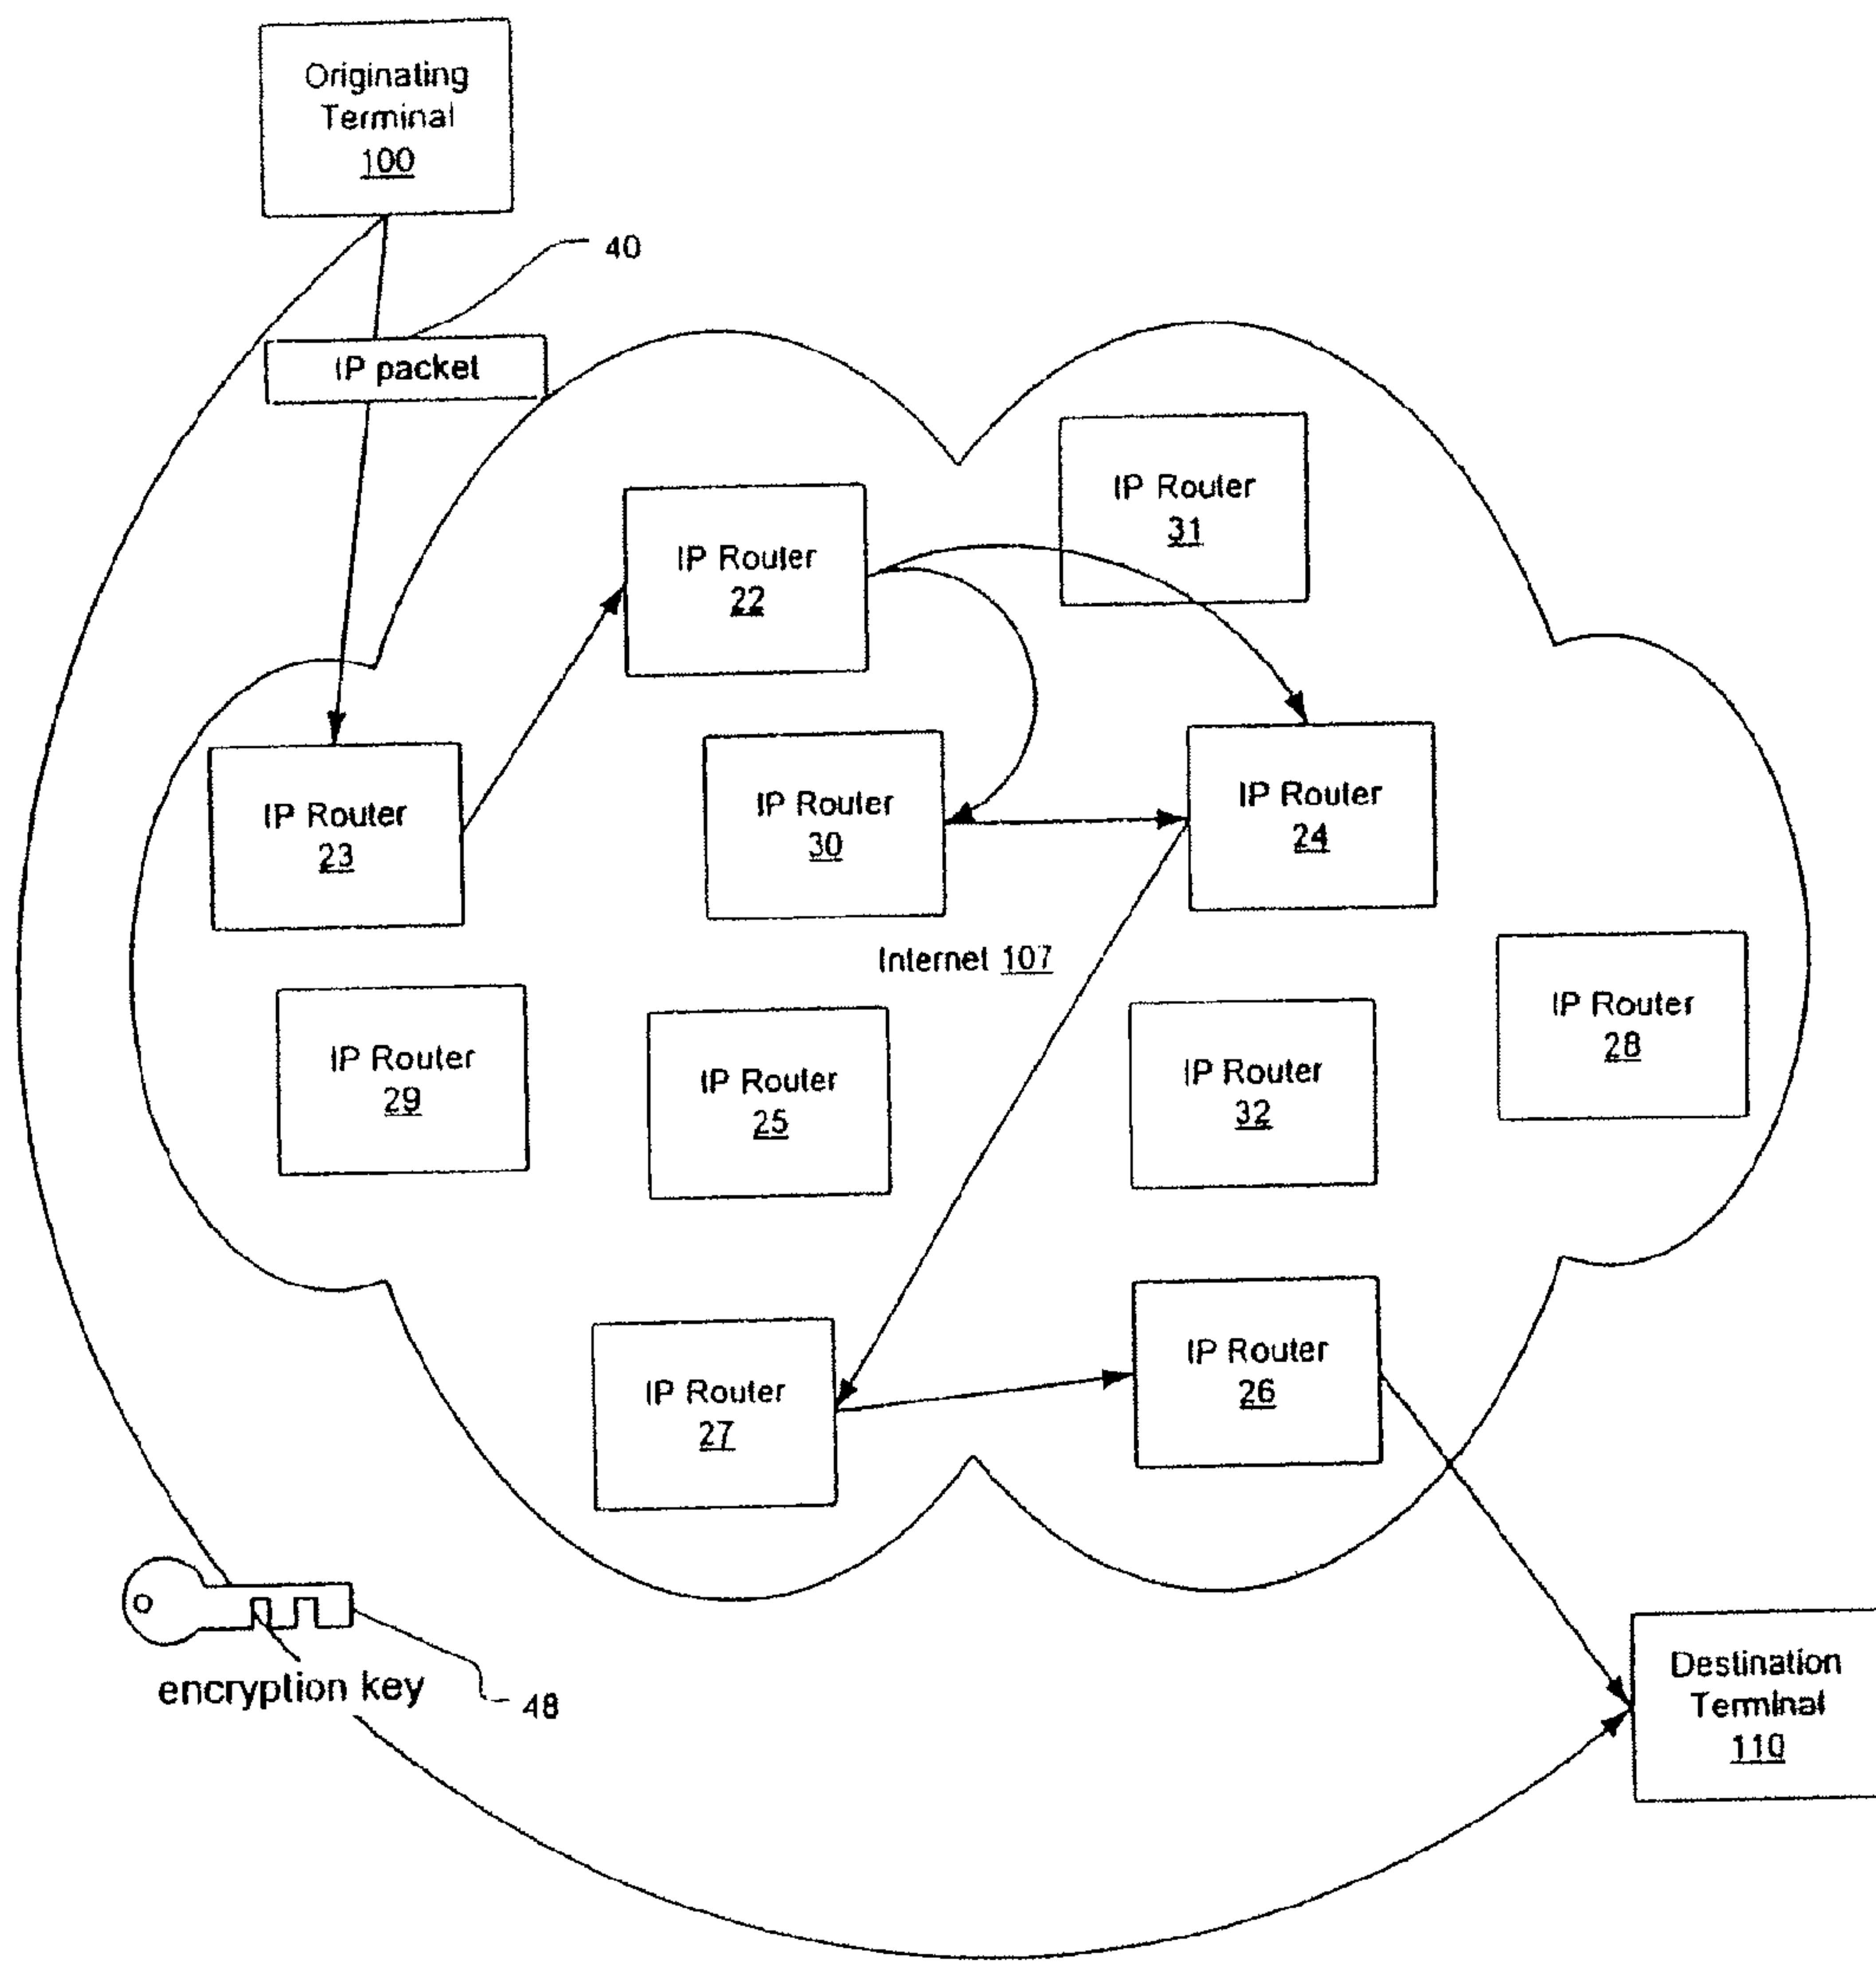 Originating
Terminal
100
40
IP packet
IP Router
31
IP Router
22
IP Router
23
IP Router
30
IP Router
24
Internet 107
IP Router
28
IP Router
29
IP Router
25
IP Router
32
IP Router
27
IP Router
26
encryption key
48
Destination
Terminal
110